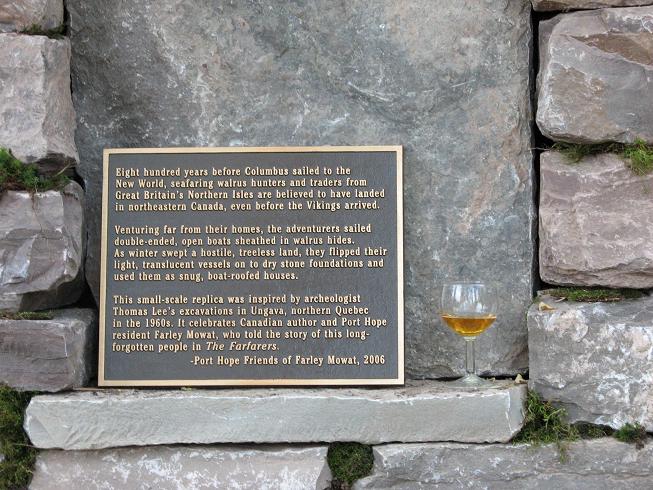 Eight hundred years before Columbus sailed to the
New World, seafaring walrus hunters and traders from
Great Britain's Northern Isles are believed to have landed
in northeastern Canada, even before the Vikings arrived.
Venturing far from their homes, the adventurers sailed
double-ended, open boats sheathed in walrus hides.
As winter swept a hostile, treeless land, they flipped their
light, translucent vessels on to dry stone foundations and
used them as snug, boat-roofed houses.
This small-scale replica was inspired by archeologist
Thomas Lee's excavations in Ungava, northern Quebec
in the 1960s. It celebrates Canadian author and Port Hope
resident Farley Mowat, who told the story of this long-
forgotten people in The Farfarers.
-Port Hope Friends of Farley Mowat, 2006